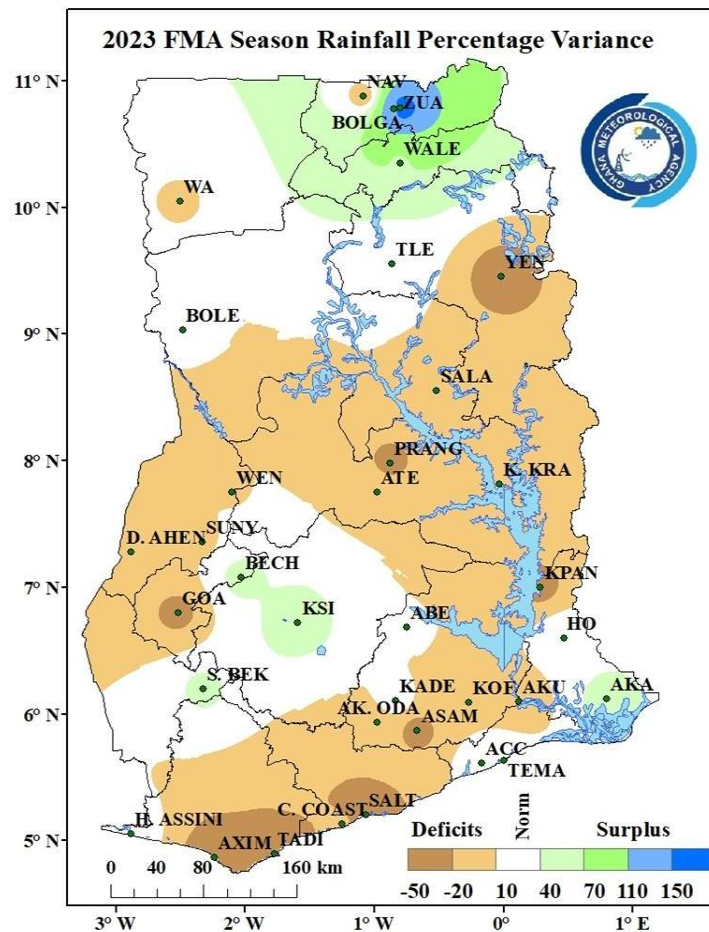 2023 FMA Season Rainfall Percentage Variance
11° N
NAV
ZUA
BOLGA
WALE
GHANA METEOROLOGICAL AGENCY
WA
10° N
TLE
YEN
BOLE
9° N
SALA
PRANG
8° N
WEN
ATE
K. KRA
SUNY
D. AHEN
BECH
KPAN
7° N
GOA
KSI
ABE
HO
S. BEK
KADE
KOF
AKU
AKA
6° N
AK. ODA
ASAM
ACC
TEMA
SALT
C. COAST
H. ASSINI
Deficits
Norm
Surplus
5° N
AXIM
TADI
0 80 160 km
40 120
-50 -20 10 40 70 110 150
3° W 2° W 1° W 0° 1° E